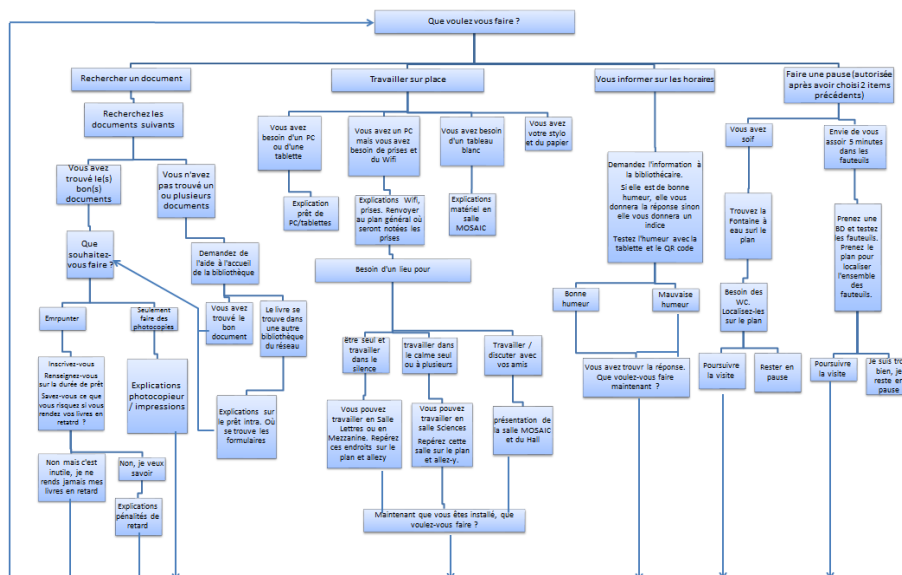 Que voulez vous faire ?
Rechercher un document
Travailler sur place
Vous informer sur les horaires
Faire une pause (autorisée
après avoir choisi 2 items
précédents)
Recherchez les
documents suivants
Vous avez
besoin d'un PC
ou d'une
tablette
Vous avez un PC
mais vous avez
besoin de prises et
du Wifi
Vous avez
besoin d'un
tableau
blanc
Vous avez
votre stylo
et du papier
Vous avez
soif
Envie de vous
assoir 5 minutes
dans les
fauteuils
Vous avez
trouvé le(s)
bon(s)
documents
Vous n'avez
pas trouvé un
ou plusieurs
documents
Demandez l'information à
la bibliothécaire.
Si elle est de bonne
humeur, elle vous
donnera la réponse sinon
elle vous donnera un
indice
Testez l'humeur avec la
tablette et le QR code
Explication
prêt de
PC/tablettes
Explications Wifi,
prises. Renvoyer
au plan général où
seront notées les
prises
Explications
matériel en
salle
MOSAIC
Trouvez la
Fontaine à
eau sur le
plan
Prenez une
BD et testez
les fauteuils.
Prenez le
plan pour
localiser
l'ensemble
des
fauteuils.
Que
souhaitez-
vous faire ?
Demandez de
l'aide à l'accueil
de la bibliothèque
Besoin d'un lieu pour
Bonne
humeur
Mauvaise
humeur
Besoin des
WC.
Localisez-les
sur le plan
Emrpunter
Seulement
faire des
photocopies
Vous avez
trouvé le
bon
document
Le livre se
trouve dans
une autre
bibliothèque
du réseau
Etre seul et
travailler dans
le silence
travailler dans
le calme seul
ou à plusieurs
Travailler /
discuter avec
vos amis
Inscrivez-vous
Renseignez-vous
sur la durée de prêt
Savez-vous ce que
vous risquez si vous
rendez vos livres en
retatrd ?
Explications
photocopieur
/ impressions
Vous avez trouvr la réponse.
Que voulez-vous faire
maintenant ?
Poursuivre
la visite
Rester en
pause
Poursuivre
la visite
Je suis trop
bien, je
reste en
pause
Explications sur
le prêt intra. Où
se trouve les
formulaires
Vous pouvez
travailler en Salle
Lettres ou en
Mezzanine. Repérez
ces endroits sur le
plan et allezy
Vous pouvez
travailler en
salle Sciences
Repérez cette
salle sur le plan
et allez-y.
présentation de
la salle MOSAIC
et du Hall
Non mais c'est
inutile, je ne
rends jamais mes
livres en retard
Non, je veux
savoir
Explications
pénalités de
retard
Maintenant que vous êtes installé, que
voulez-vous faire ?